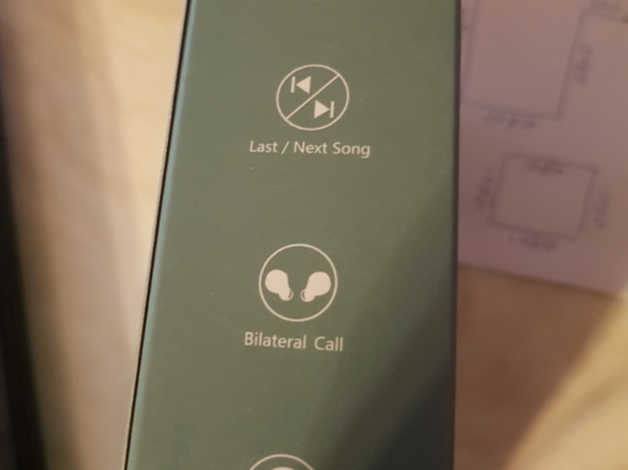 Last / Next Song
Bilateral Call